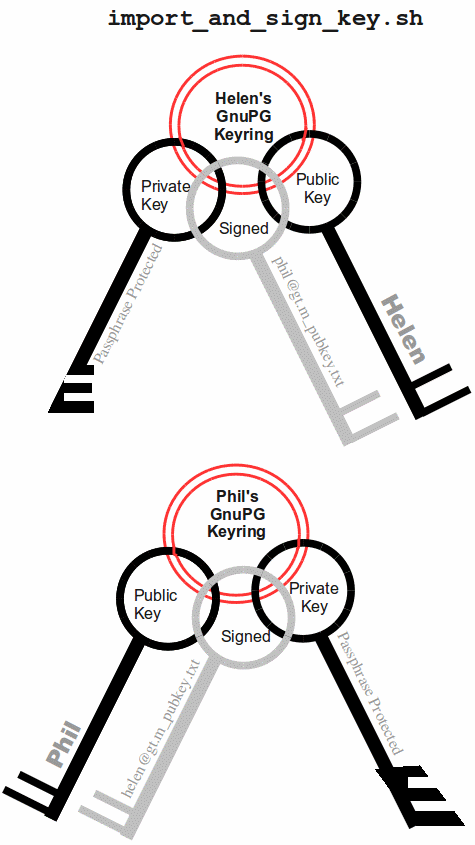 import_and_sign_key.sh
Helen's
GnuPG
Keyring
Private
Key
Public
Key
Signed
Passphrase Protected
phil@gt.m_pubkey.txt
Helen
Phil's
GnuPG
Keyring
Public
Key
Private
Key
Signed
Phil
helen@gt.m_pubkey.txt
Passphrase Protected